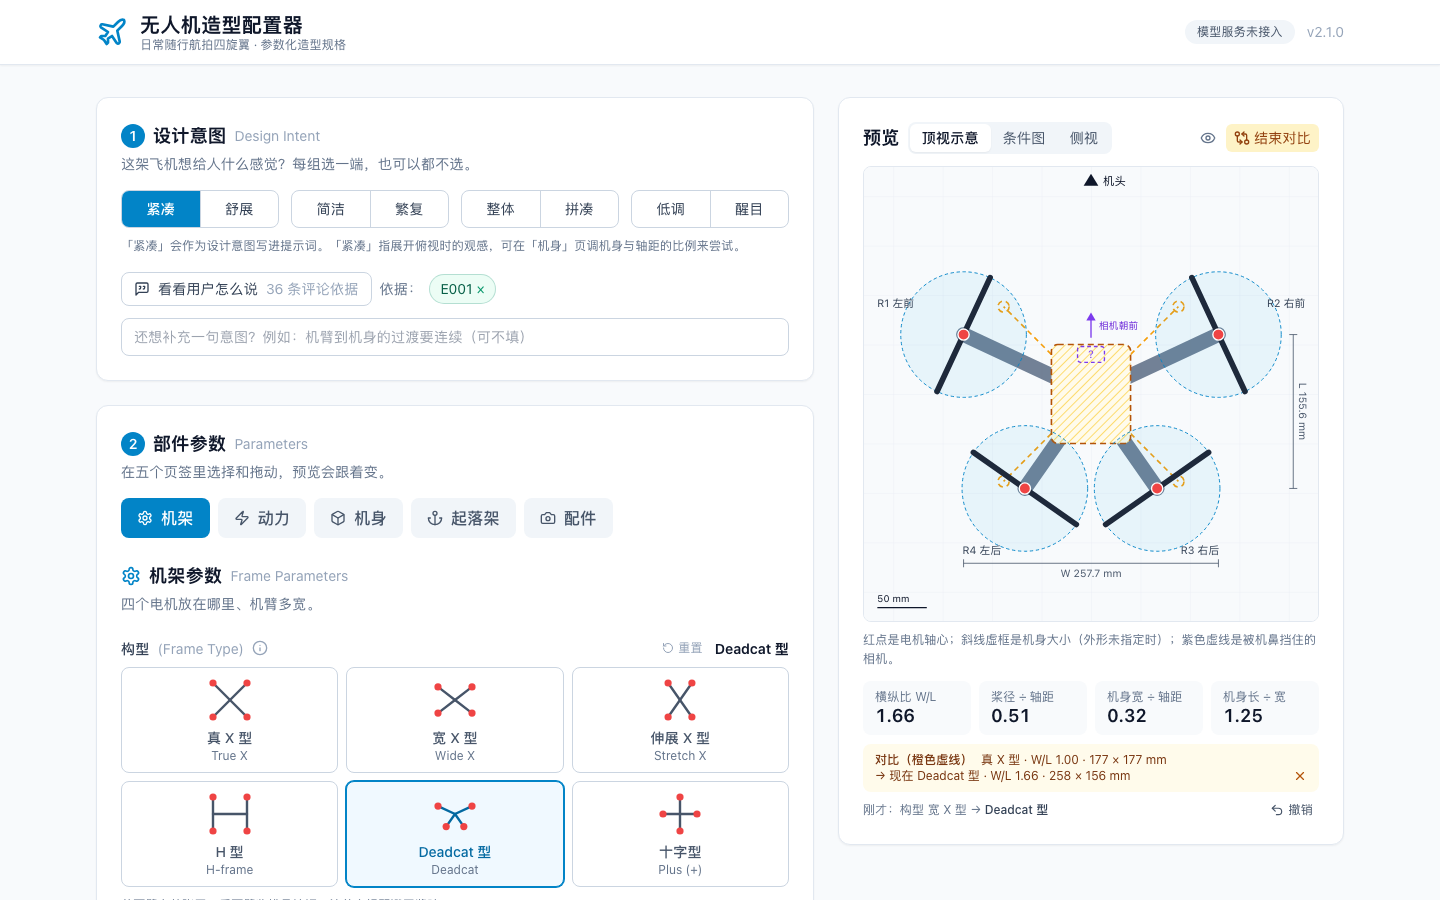 无人机造型配置器
日常随行航拍四旋翼 · 参数化造型规格
模型服务未接入
v2.1.0
1 设计意图 Design Intent
这架飞机想给人什么感觉？每组选一端，也可以都不选。
紧凑 舒展 简洁 繁复 整体 拼凑 低调 醒目
「紧凑」会作为设计意图写进提示词。「紧凑」指展开俯视时的观感，可在「机身」页调机身与轴距的比例来尝试。
看看用户怎么说 36 条评论依据 依据： E001 ×
还想补充一句意图？例如：机臂到机身的过渡要连续（可不填）
2 部件参数 Parameters
在五个页签里选择和拖动，预览会跟着变。
机架 动力 机身 起落架 配件
机架参数 Frame Parameters
四个电机放在哪里、机臂多宽。
构型 (Frame Type) 重置 Deadcat 型
真 X 型 宽 X 型 伸展 X 型
True X Wide X Stretch X
H 型 Deadcat 型 十字型
H-frame Deadcat Plus (+)
预览 顶视示意 条件图 侧视 结束对比
机头
R1 左前
R2 右前
相机朝前
?
L 155.6 mm
R4 左后
R3 右后
W 257.7 mm
50 mm
红点是电机轴心；斜线虚框是机身大小（外形未指定时）；紫色虚线是被机鼻挡住的
相机。
横纵比 W/L 桨径 ÷ 轴距 机身宽 ÷ 轴距 机身长 ÷ 宽
1.66 0.51 0.32 1.25
对比（橙色虚线） 真 X 型 · W/L 1.00 · 177 × 177 mm
→ 现在 Deadcat 型 · W/L 1.66 · 258 × 156 mm ×
刚才：构型 宽 X 型 → Deadcat 型 撤销